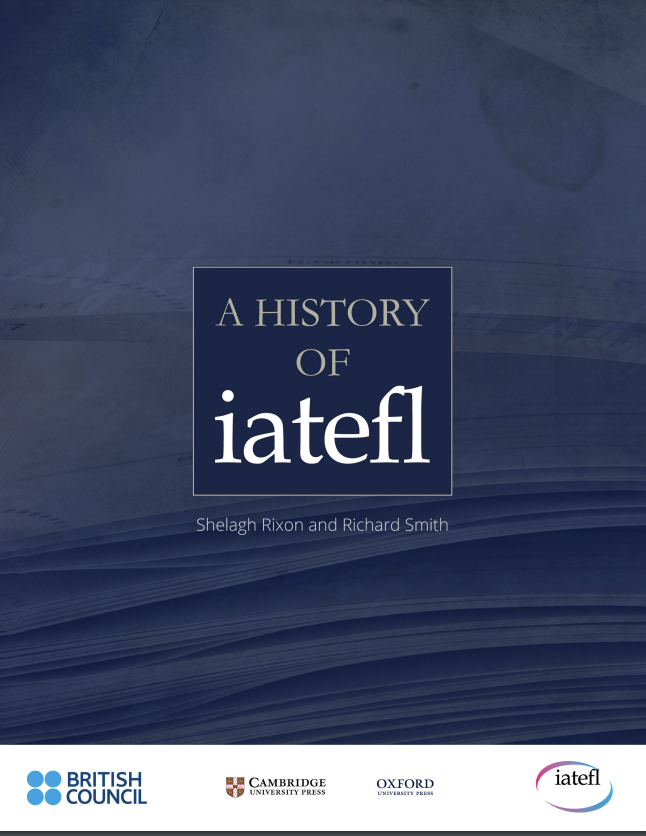 A HISTORY
OF
iatefl
Shelagh Rixon and Richard Smith
BRITISH
COUNCIL
CAMBRIDGE
UNIVERSITY PRESS
OXFORD
UNIVERSITY PRESS
iatefl